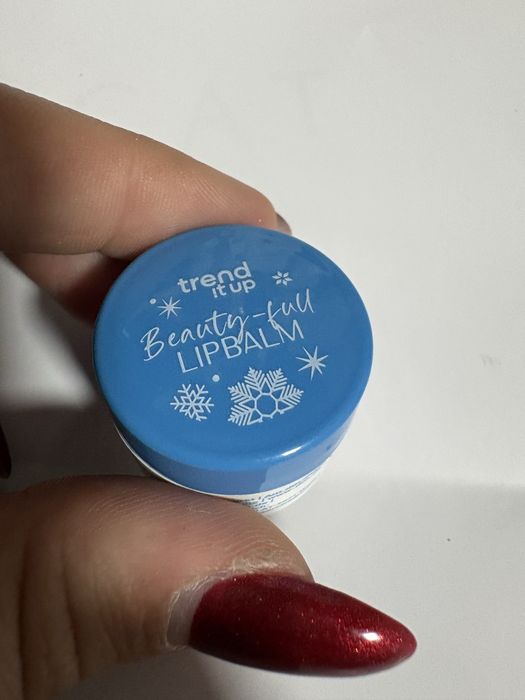 trend
it up
Beauty-full
LIPBALM